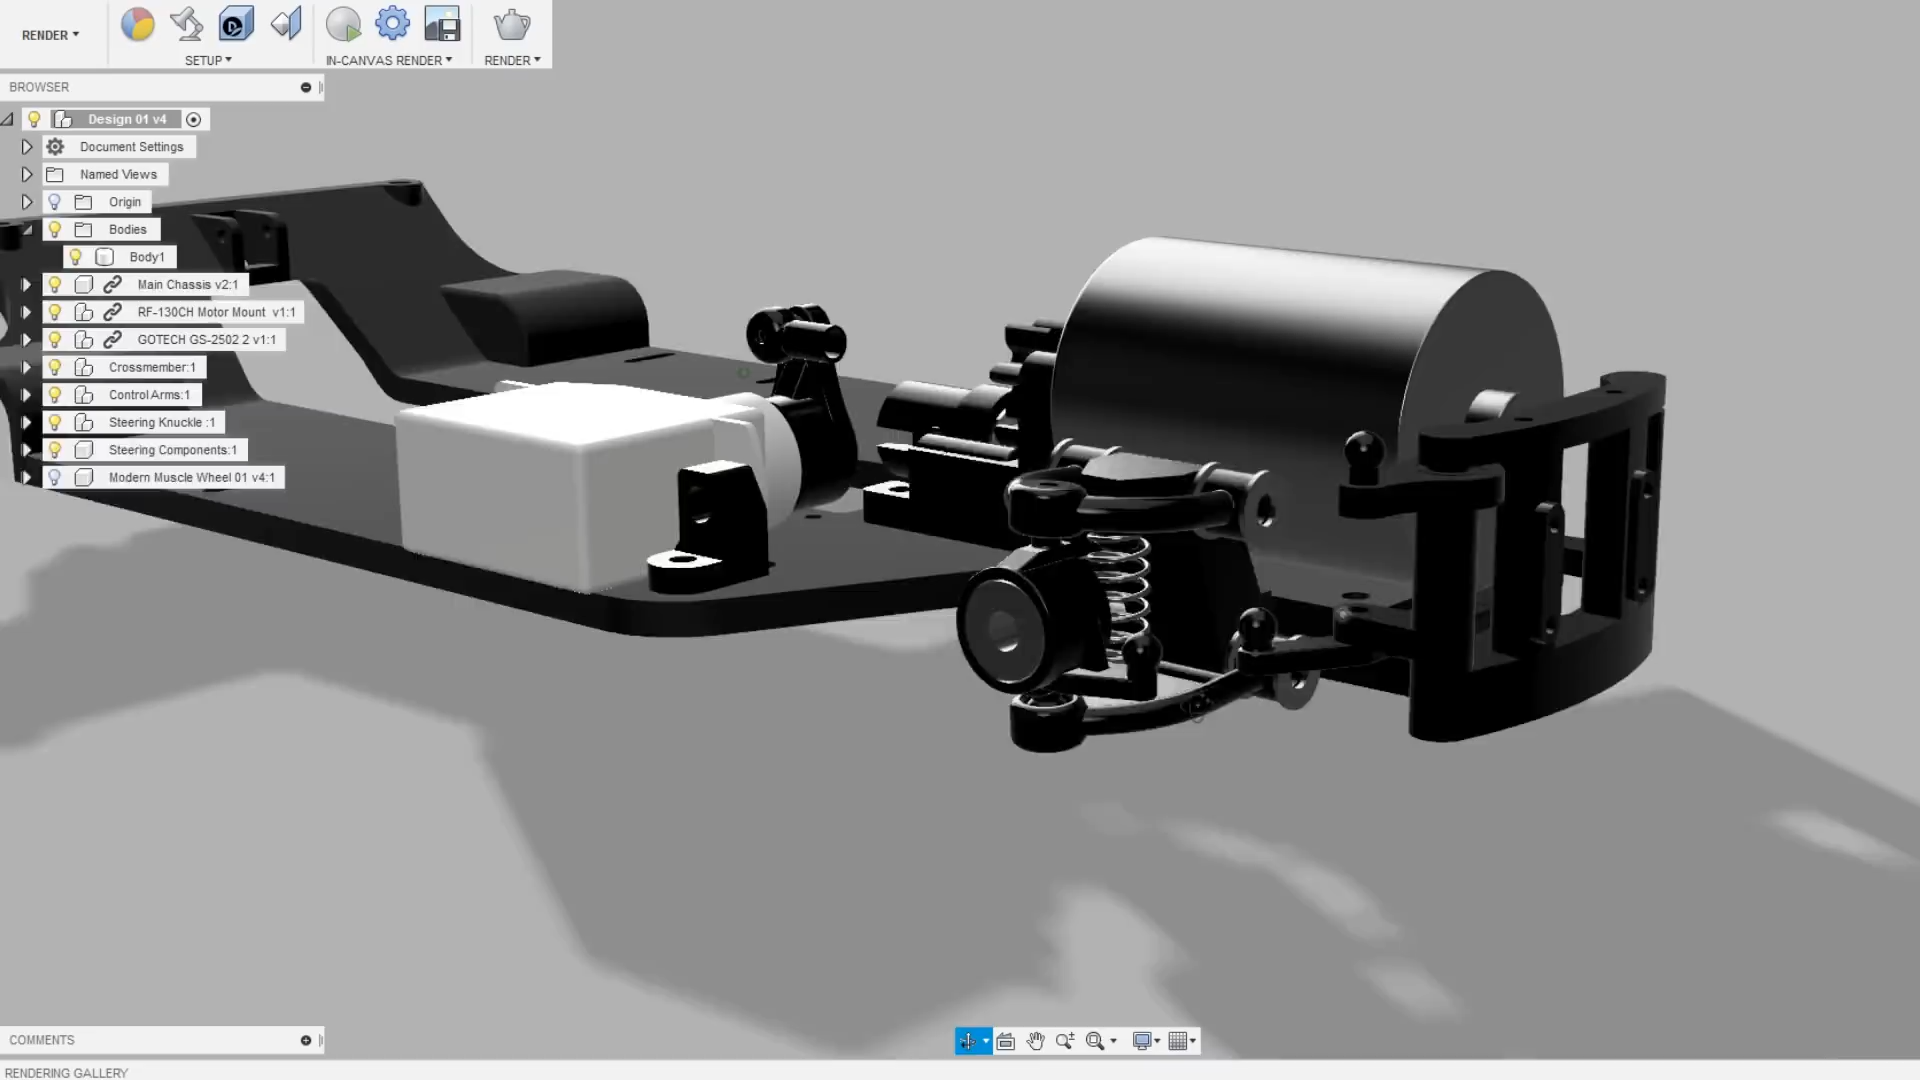 RENDER
SETUP
IN-CANVAS RENDER
RENDER
BROWSER
Design 01 v4
Document Settings
Named Views
Origin
Bodies
Body1
Main Chassis v2:1
RF-130CH Motor Mount v1:1
GOTECH GS-2502 2 v1:1
Crossmember:1
Control Arms:1
Steering Knuckle :1
Steering Components:1
Modern Muscle Wheel 01 v4:1
COMMENTS
RENDERING GALLERY